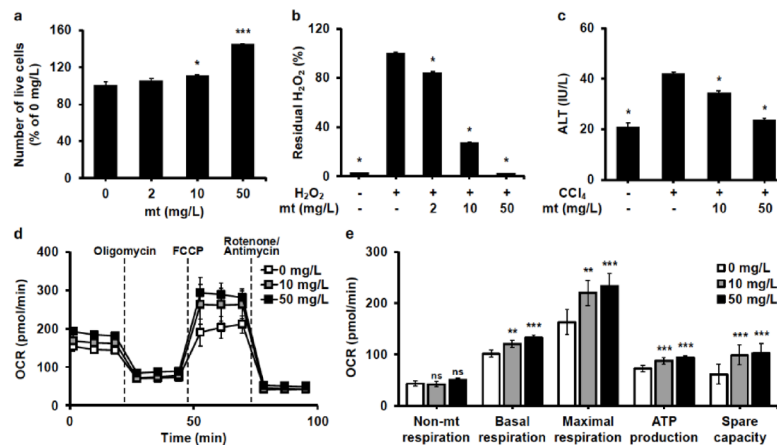 a
Number of live cells
(% of 0 mg/L)
160
120
80
40
0
*
***
0 2 10 50
mt (mg/L)
b
Residual H2O2 (%)
120
80
40
0
* * * *
H2O2 - + + + +
mt (mg/L) - - 2 10 50
c
ALT (IU/L)
60
40
20
0
* * *
CCl4 - + + +
mt (mg/L) - - 10 50
d
Oligomycin FCCP Rotenone/
Antimycin
0 mg/L
10 mg/L
50 mg/L
OCR (pmol/min)
400
300
200
100
0
0 50 100
Time (min)
e
OCR (pmol/min)
300
200
100
0
0 mg/L
10 mg/L
50 mg/L
ns ns ** *** ** *** *** *** *** ***
Non-mt Basal Maximal ATP Spare
respiration respiration respiration production capacity